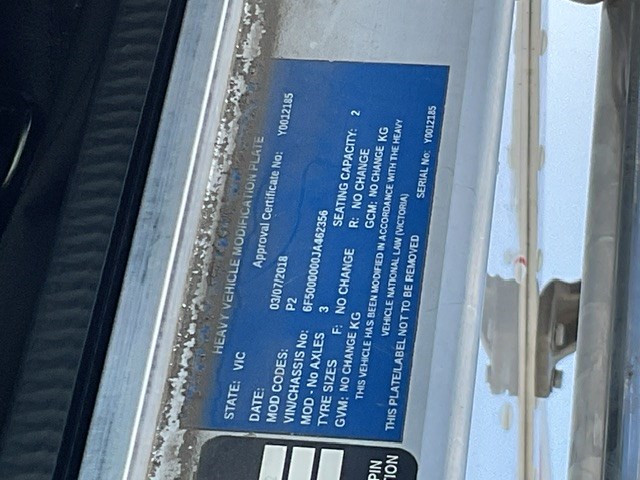 HEAVY VEHICLE MODIFICATION PLATE
STATE: VIC Approval Certificate No: Y0012185
DATE: 03/07/2018
MOD CODES: P2
VIN/CHASSIS No: 6F5000000JA462356
MOD - No AXLES 3 SEATING CAPACITY: 2
TYRE SIZES F: NO CHANGE R: NO CHANGE
GVM: NO CHANGE KG GCM: NO CHANGE KG
THIS VEHICLE HAS BEEN MODIFIED IN ACCORDANCE WITH THE HEAVY
VEHICLE NATIONAL LAW (VICTORIA)
THIS PLATE/LABEL NOT TO BE REMOVED SERIAL No: Y0012185
PIN
TION